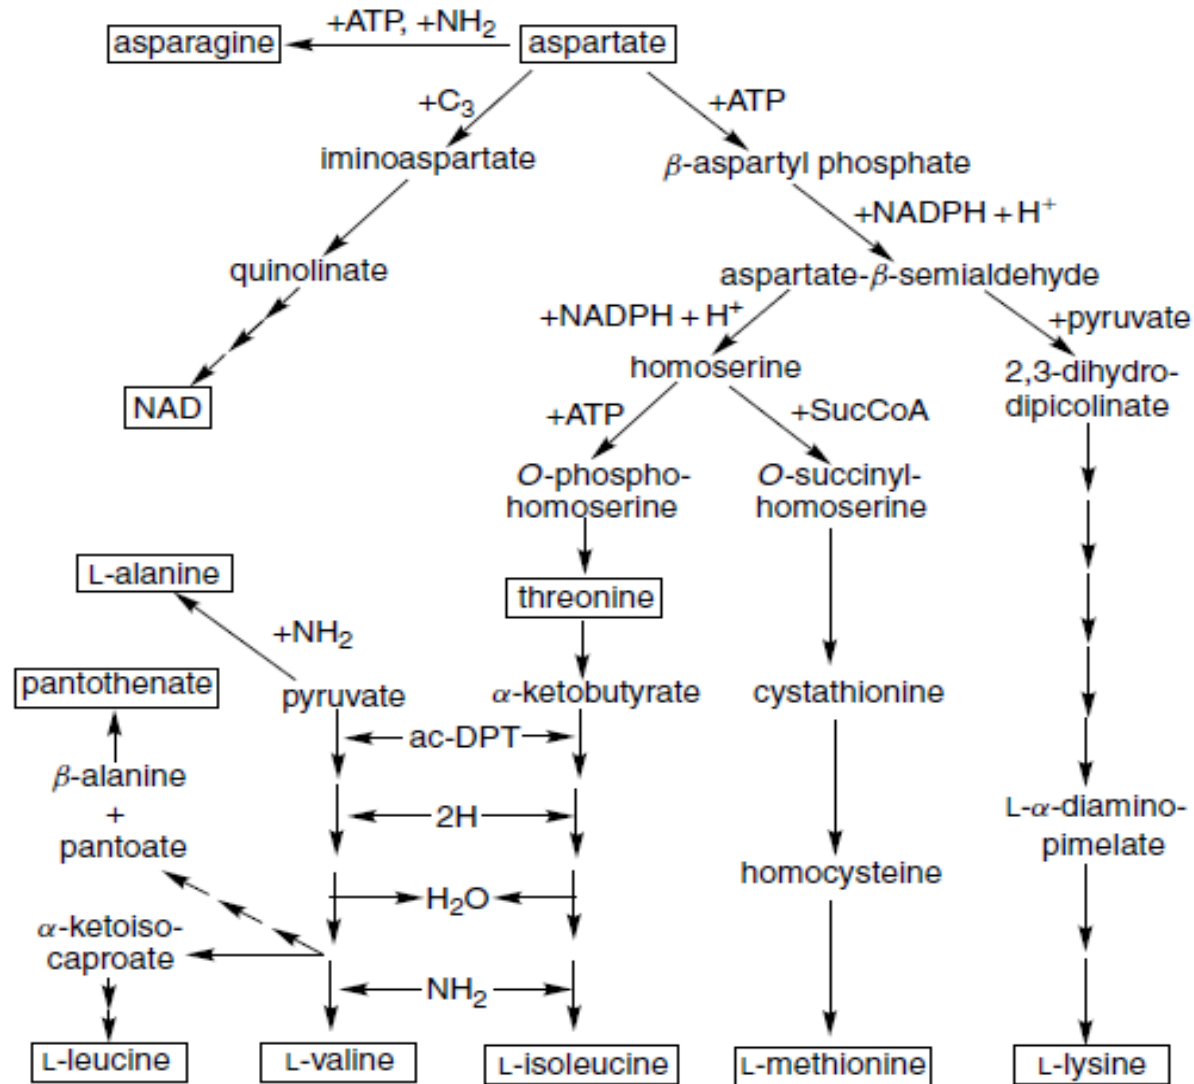 +ATP, +NH₂
asparagine
aspartate
+C₃
+ATP
iminoaspartate
β-aspartyl phosphate
+NADPH + H⁺
quinolinate
aspartate-β-semialdehyde
+NADPH + H⁺
+pyruvate
homoserine
2,3-dihydro-
dipicolinate
NAD
+ATP
+SucCoA
O-phospho-
homoserine
O-succinyl-
homoserine
L-alanine
threonine
+NH₂
pantothenate
pyruvate
α-ketobutyrate
cystathionine
ac-DPT
β-alanine
+
pantoate
2H
L-α-diamino-
pimelate
homocysteine
H₂O
α-ketoiso-
caproate
NH₂
L-leucine
L-valine
L-isoleucine
L-methionine
L-lysine